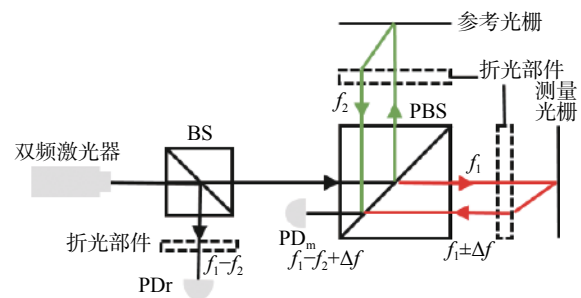 参考光栅
折光部件
测量
光栅
f₂
PBS
BS
双频激光器
f₁
折光部件
PDₘ
f₁−f₂
f₁−f₂+Δf
f₁±Δf
PDr